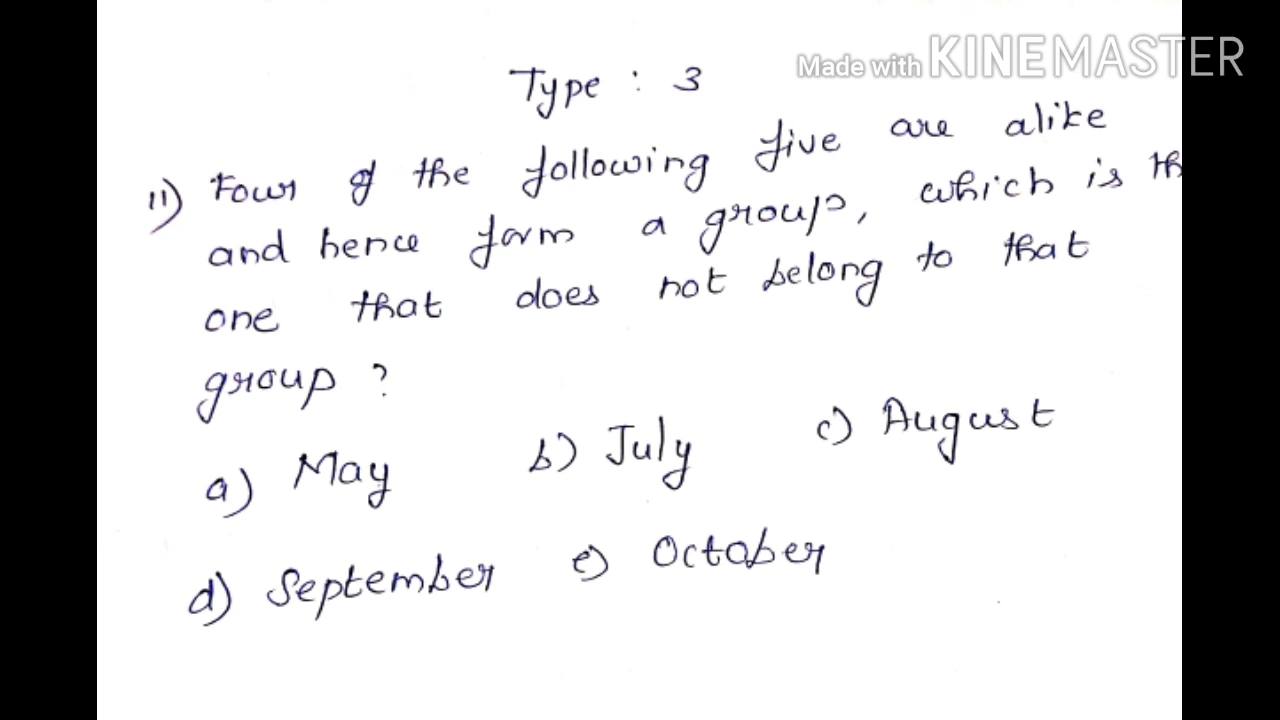 Made with KINEMASTER
Type : 3
11) Four of the following five are alike
and hence form a group, which is th
one that does not belong to that
group ?
a) May b) July c) August
d) September e) October